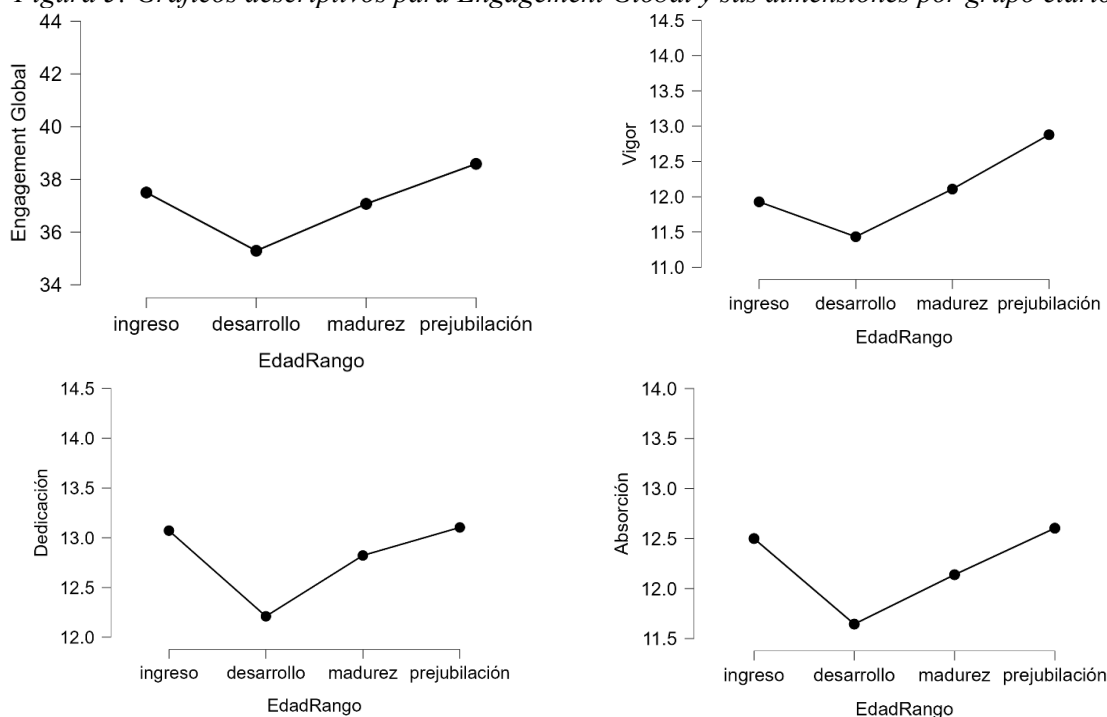 Figura 3. Gráficos descriptivos para Engagement Global y sus dimensiones por grupo etario
44
42
40
38
36
34
Engagement Global
ingreso desarrollo madurez prejubilación
EdadRango
14.5
14.0
13.5
13.0
12.5
12.0
11.5
11.0
Vigor
ingreso desarrollo madurez prejubilación
EdadRango
14.5
14.0
13.5
13.0
12.5
12.0
Dedicación
ingreso desarrollo madurez prejubilación
EdadRango
14.0
13.5
13.0
12.5
12.0
11.5
Absorción
ingreso desarrollo madurez prejubilación
EdadRango